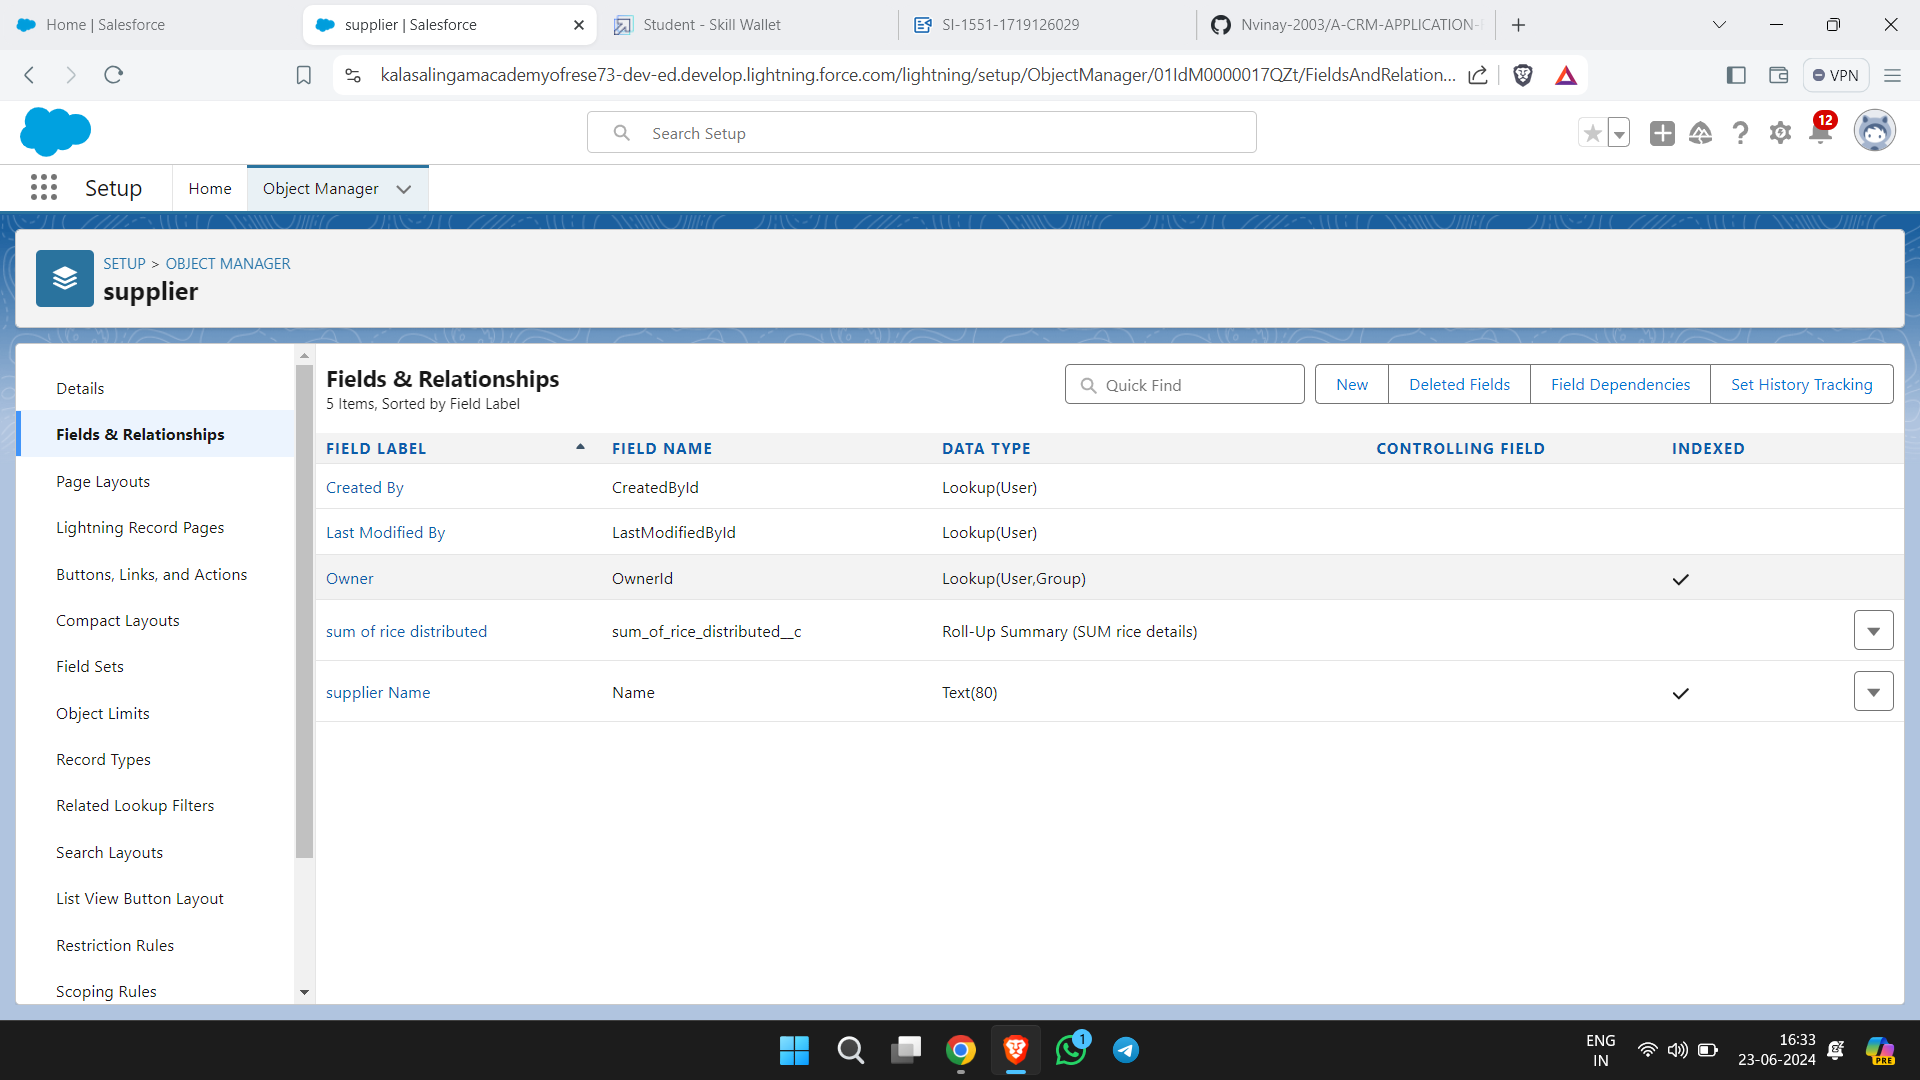 Home | Salesforce
supplier | Salesforce
Student - Skill Wallet
SI-1551-1719126029
Nvinay-2003/A-CRM-APPLICATION-
kalasalingamacademyofrese73-dev-ed.develop.lightning.force.com/lightning/setup/ObjectManager/01IdM0000017QZt/FieldsAndRelation...
VPN
Search Setup
12
Setup
Home
Object Manager
SETUP > OBJECT MANAGER
supplier
Details
Fields & Relationships
Page Layouts
Lightning Record Pages
Buttons, Links, and Actions
Compact Layouts
Field Sets
Object Limits
Record Types
Related Lookup Filters
Search Layouts
List View Button Layout
Restriction Rules
Scoping Rules
Fields & Relationships
5 Items, Sorted by Field Label
Quick Find
New
Deleted Fields
Field Dependencies
Set History Tracking
FIELD LABEL FIELD NAME DATA TYPE CONTROLLING FIELD INDEXED
Created By CreatedById Lookup(User)
Last Modified By LastModifiedById Lookup(User)
Owner OwnerId Lookup(User,Group)
sum of rice distributed sum_of_rice_distributed__c Roll-Up Summary (SUM rice details)
supplier Name Name Text(80)
1
ENG
IN
16:33
23-06-2024
PRE